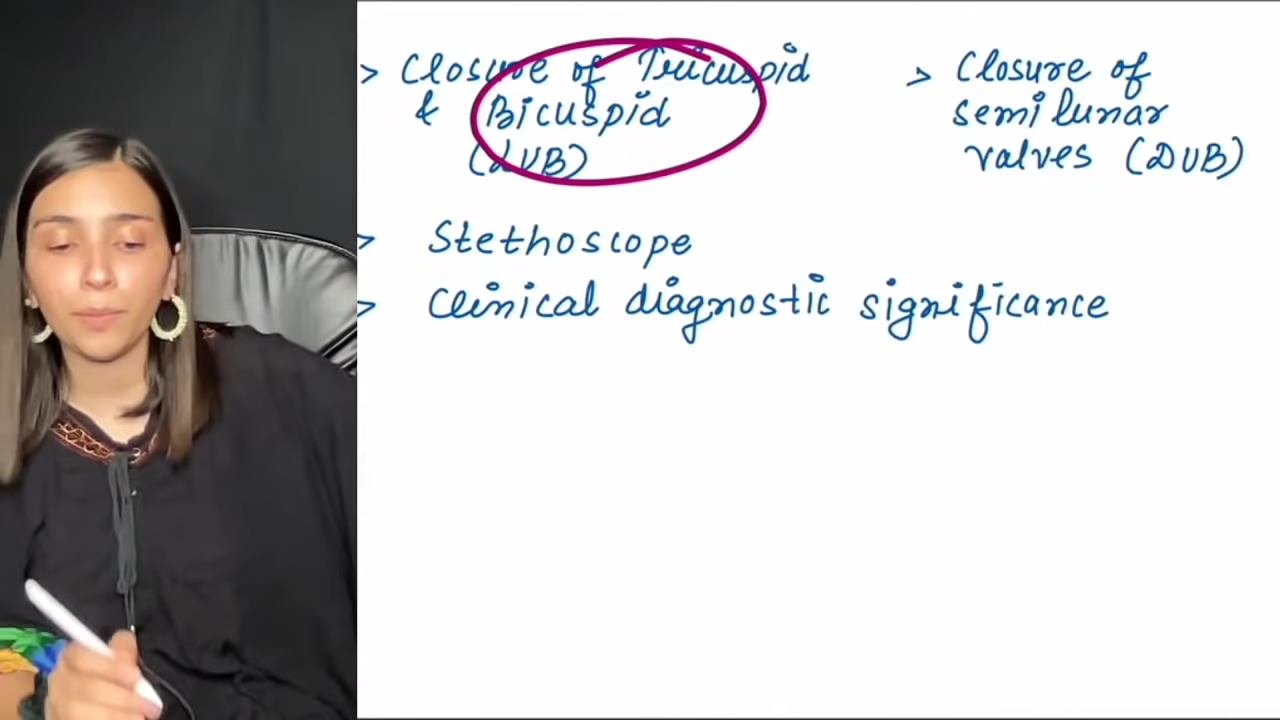 > Closure of Tricuspid
& Bicuspid
(LUB)
> Closure of
semilunar
valves (DUB)
> Stethoscope
> Clinical diagnostic significance